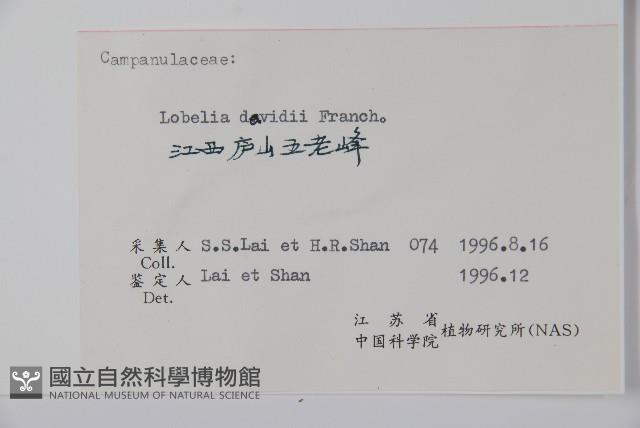 Campanulaceae:
Lobelia davidii Franch.
江西庐山五老峰
采集人 S.S.Lai et H.R.Shan 074 1996.8.16
Coll.
鉴定人 Lai et Shan 1996.12
Det.
江苏省
中国科学院 植物研究所(NAS)
國立自然科學博物館
NATIONAL MUSEUM OF NATURAL SCIENCE